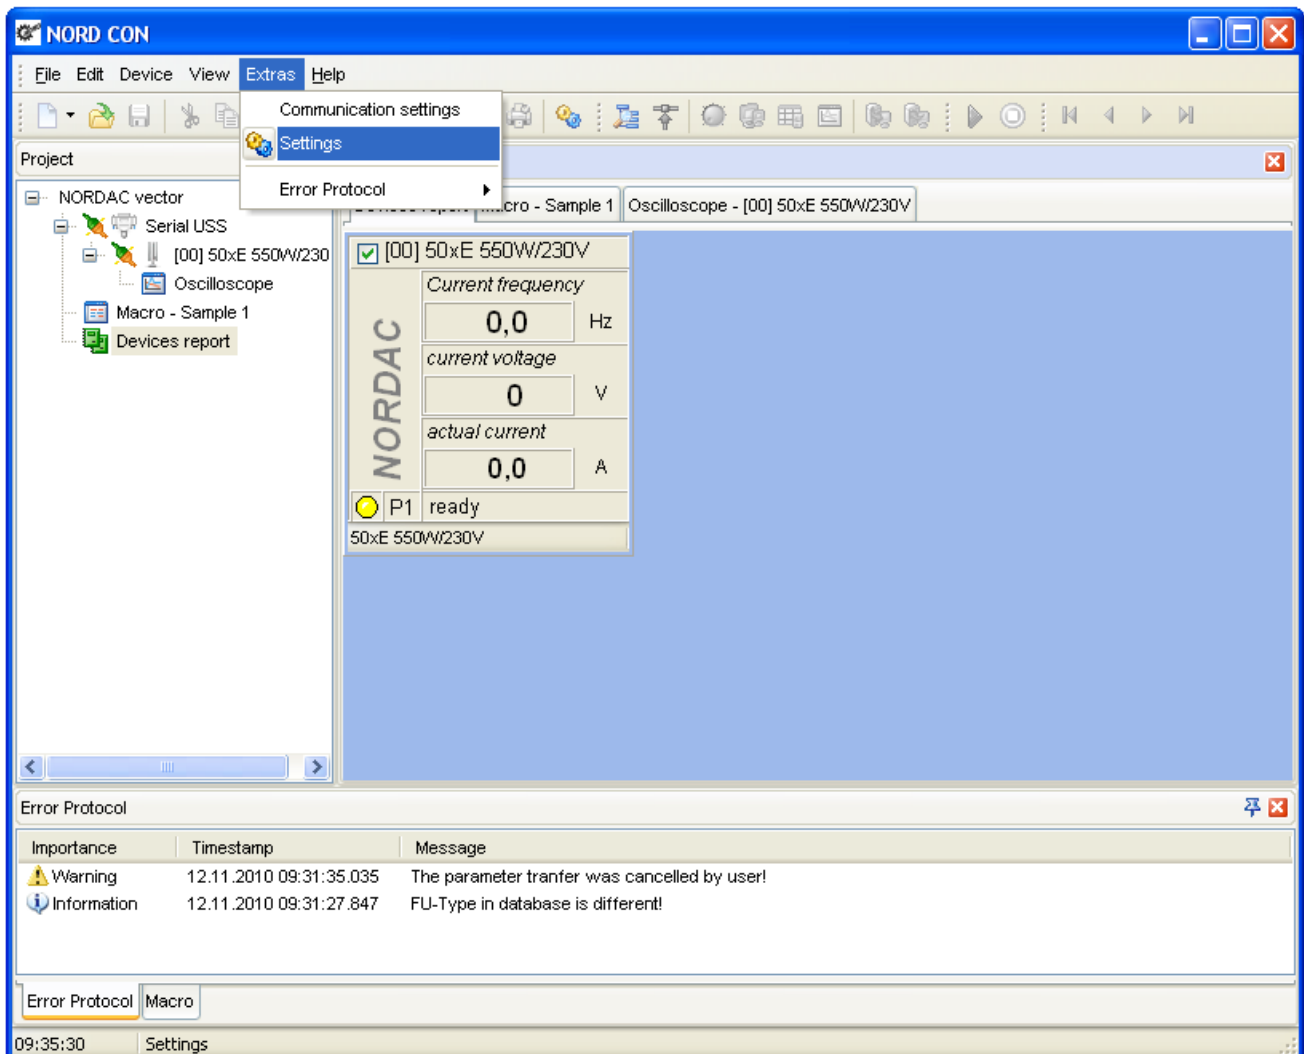 NORD CON
File Edit Device View Extras Help
Communication settings
Settings
Error Protocol
Project
NORDAC vector
Serial USS
[00] 50xE 550W/230
Oscilloscope
Macro - Sample 1
Devices report
Macro - Sample 1 Oscilloscope - [00] 50xE 550W/230V
[00] 50xE 550W/230V
NORDAC
Current frequency
0,0 Hz
current voltage
0 V
actual current
0,0 A
P1 ready
50xE 550W/230V
Error Protocol
Importance Timestamp Message
Warning 12.11.2010 09:31:35.035 The parameter tranfer was cancelled by user!
Information 12.11.2010 09:31:27.847 FU-Type in database is different!
Error Protocol Macro
09:35:30 Settings